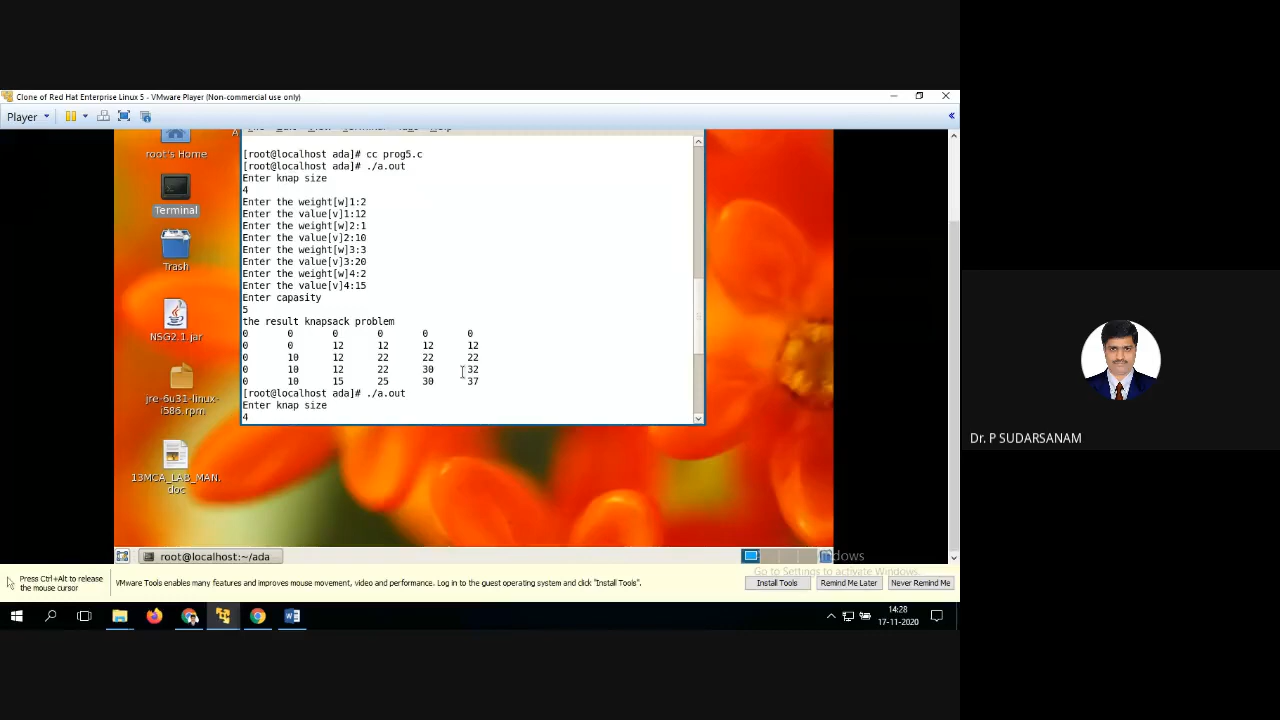 Clone of Red Hat Enterprise Linux 5 - VMware Player (Non-commercial use only)
Player
root's Home
Terminal
Trash
NSG2.1.jar
jre-6u31-linux-
i586.rpm
13MCA_LAB_MAN.
doc
[root@localhost ada]# cc prog5.c
[root@localhost ada]# ./a.out
Enter knap size
4
Enter the weight[w]1:2
Enter the value[v]1:12
Enter the weight[w]2:1
Enter the value[v]2:10
Enter the weight[w]3:3
Enter the value[v]3:20
Enter the weight[w]4:2
Enter the value[v]4:15
Enter capasity
5
the result knapsack problem
0 0 0 0 0 0
0 0 12 12 12 12
0 10 12 22 22 22
0 10 12 22 30 32
0 10 15 25 30 37
[root@localhost ada]# ./a.out
Enter knap size
4
Dr. P SUDARSANAM
root@localhost:~/ada
Go to Settings to activate Windows.
Press Ctrl+Alt to release
the mouse cursor
VMware Tools enables many features and improves mouse movement, video and performance. Log in to the guest operating system and click "Install Tools".
Install Tools
Remind Me Later
Never Remind Me
14:28
17-11-2020